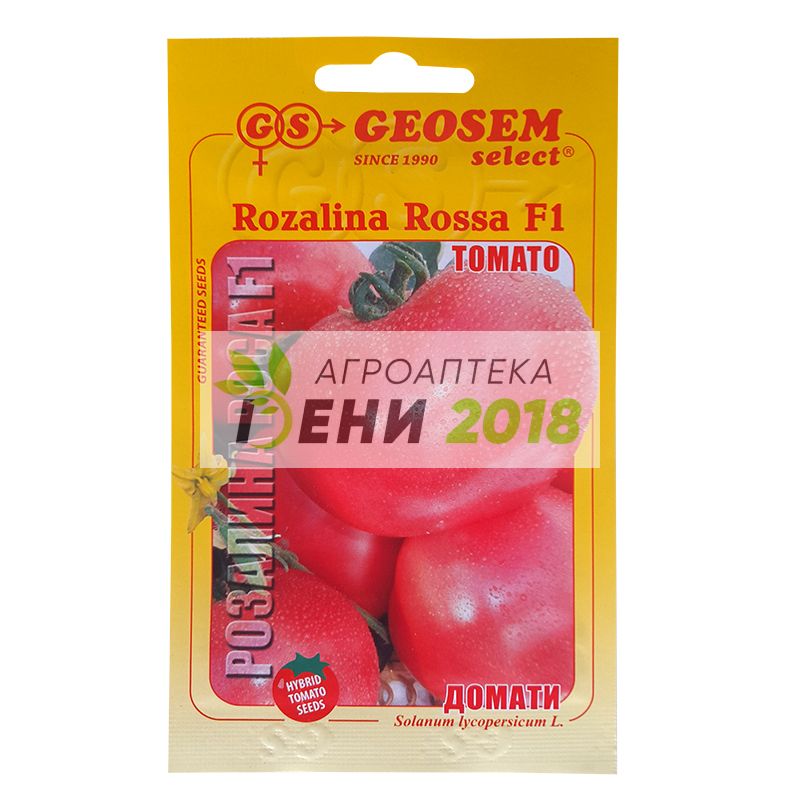 GS GEOSEM
SINCE 1990 select®
Rozalina Rossa F1
TOMATO
GUARANTEED SEEDS
РОЗАЛИНА РОСА F1
АГРОАПТЕКА
ЕНИ 2018
HYBRID
TOMATO
SEEDS
ДОМАТИ
Solanum lycopersicum L.